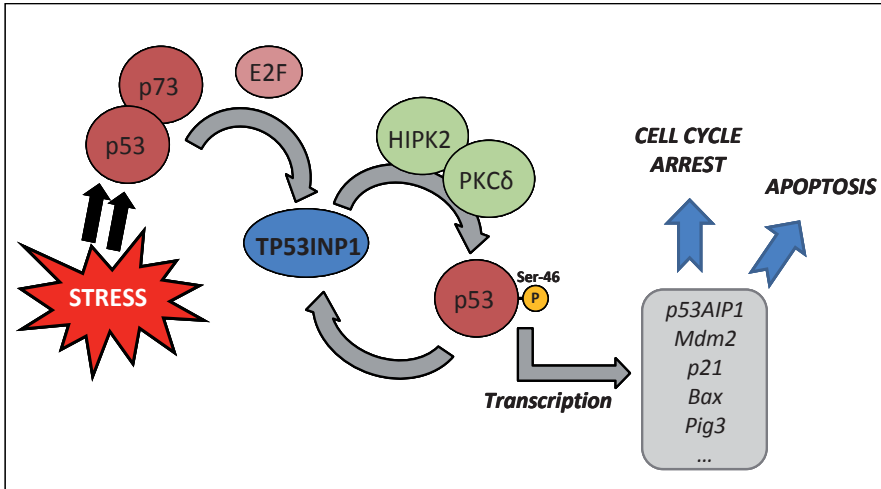 p73
p53
E2F
HIPK2
PKCδ
CELL CYCLE
ARREST
APOPTOSIS
TP53INP1
STRESS
Ser-46
p53
P
p53AIP1
Mdm2
p21
Bax
Pig3
...
Transcription